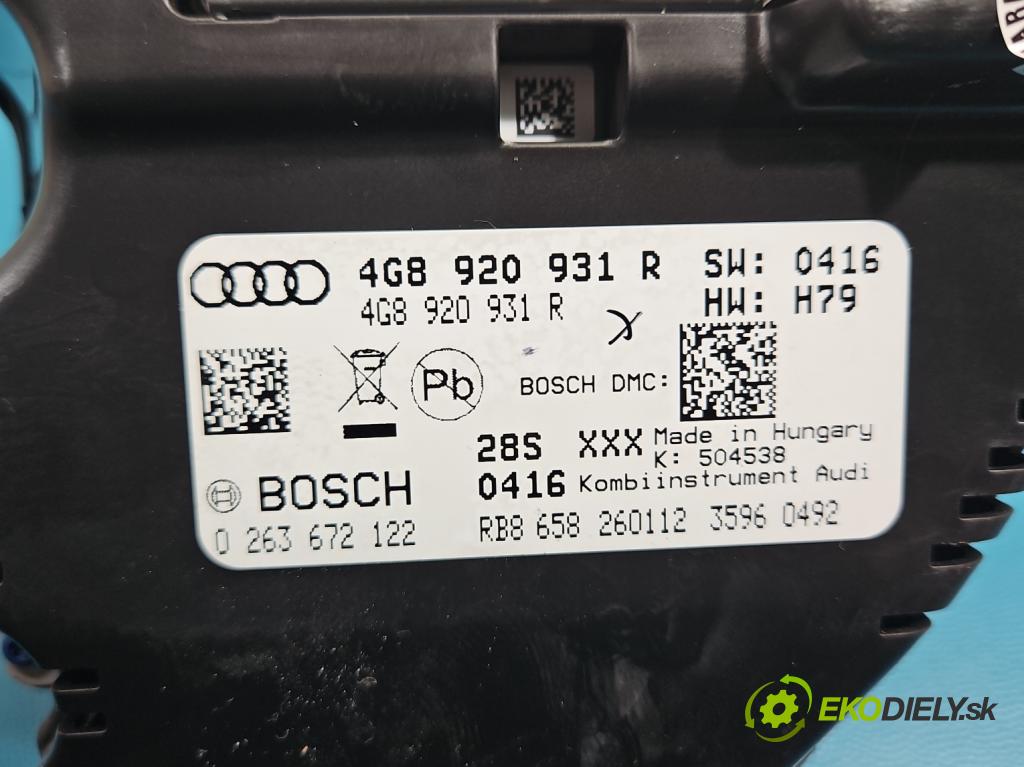 4G8 920 931 R SW: 0416
4G8 920 931 R HW: H79
Pb BOSCH DMC:
28S XXX Made in Hungary
K: 504538
BOSCH 0416 Kombiinstrument Audi
0 263 672 122 RB8 658 260112 3596 0492
EKODIELY.sk